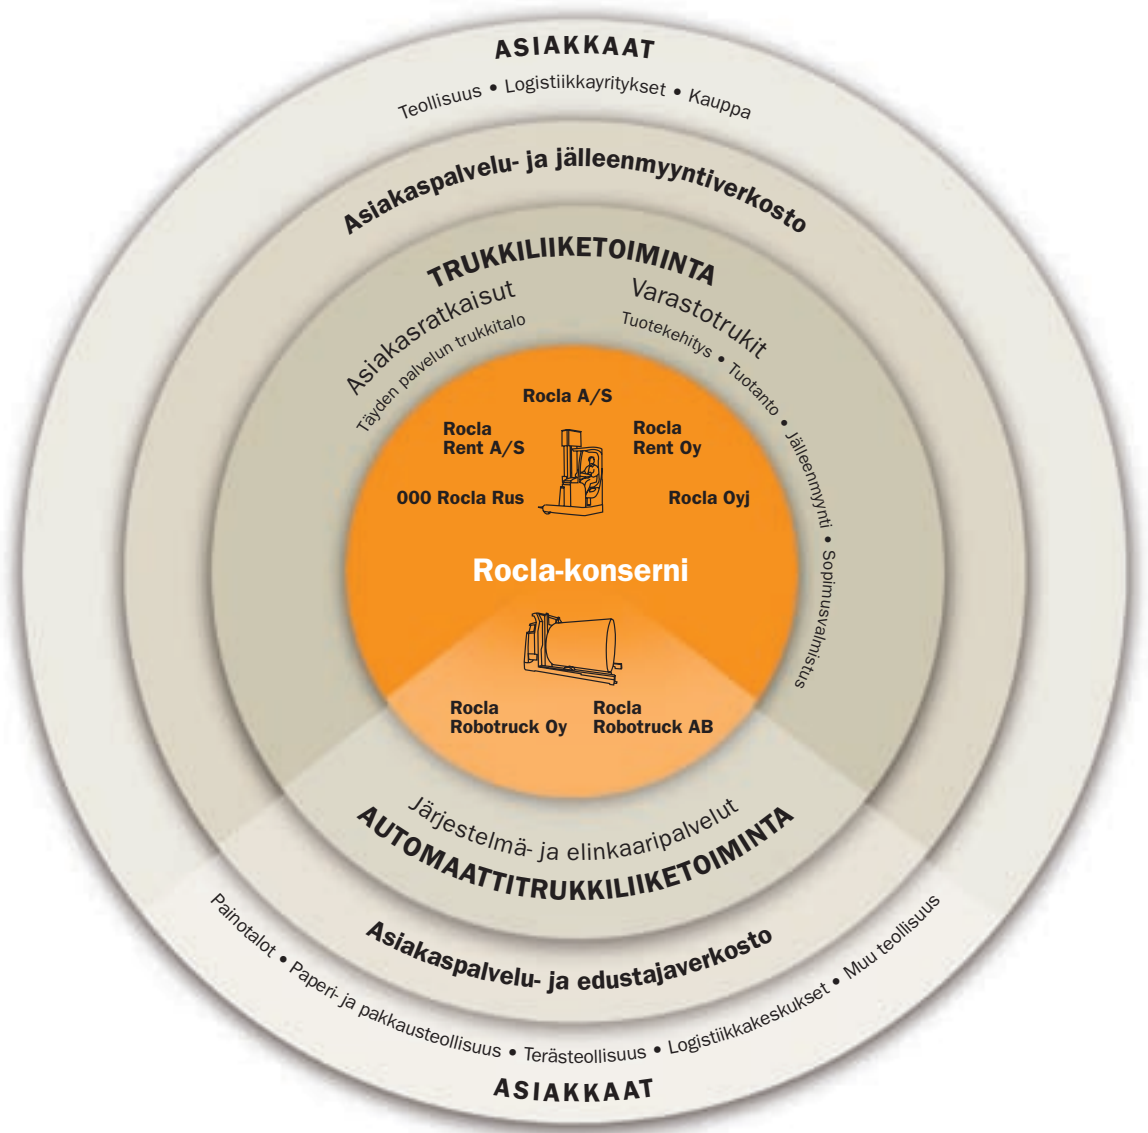 ASIAKKAAT
Teollisuus • Logistiikkayritykset • Kauppa
Asiakaspalvelu- ja jälleenmyyntiverkosto
TRUKKILIIKETOIMINTA
Asiakasratkaisut
Täyden palvelun trukkitalo
Varastotrukit
Tuotekehitys • Tuotanto • Jälleenmyynti • Sopimusvalmistus
Rocla A/S
Rocla
Rent A/S
Rocla
Rent Oy
OOO Rocla Rus
Rocla Oyj
Rocla-konserni
Rocla
Robotruck Oy
Rocla
Robotruck AB
Järjestelmä- ja elinkaaripalvelut
AUTOMAATTITRUKKILIIKETOIMINTA
Asiakaspalvelu- ja edustajaverkosto
Painotalot • Paperi- ja pakkausteollisuus • Terästeollisuus • Logistiikkakeskukset • Muu teollisuus
ASIAKKAAT